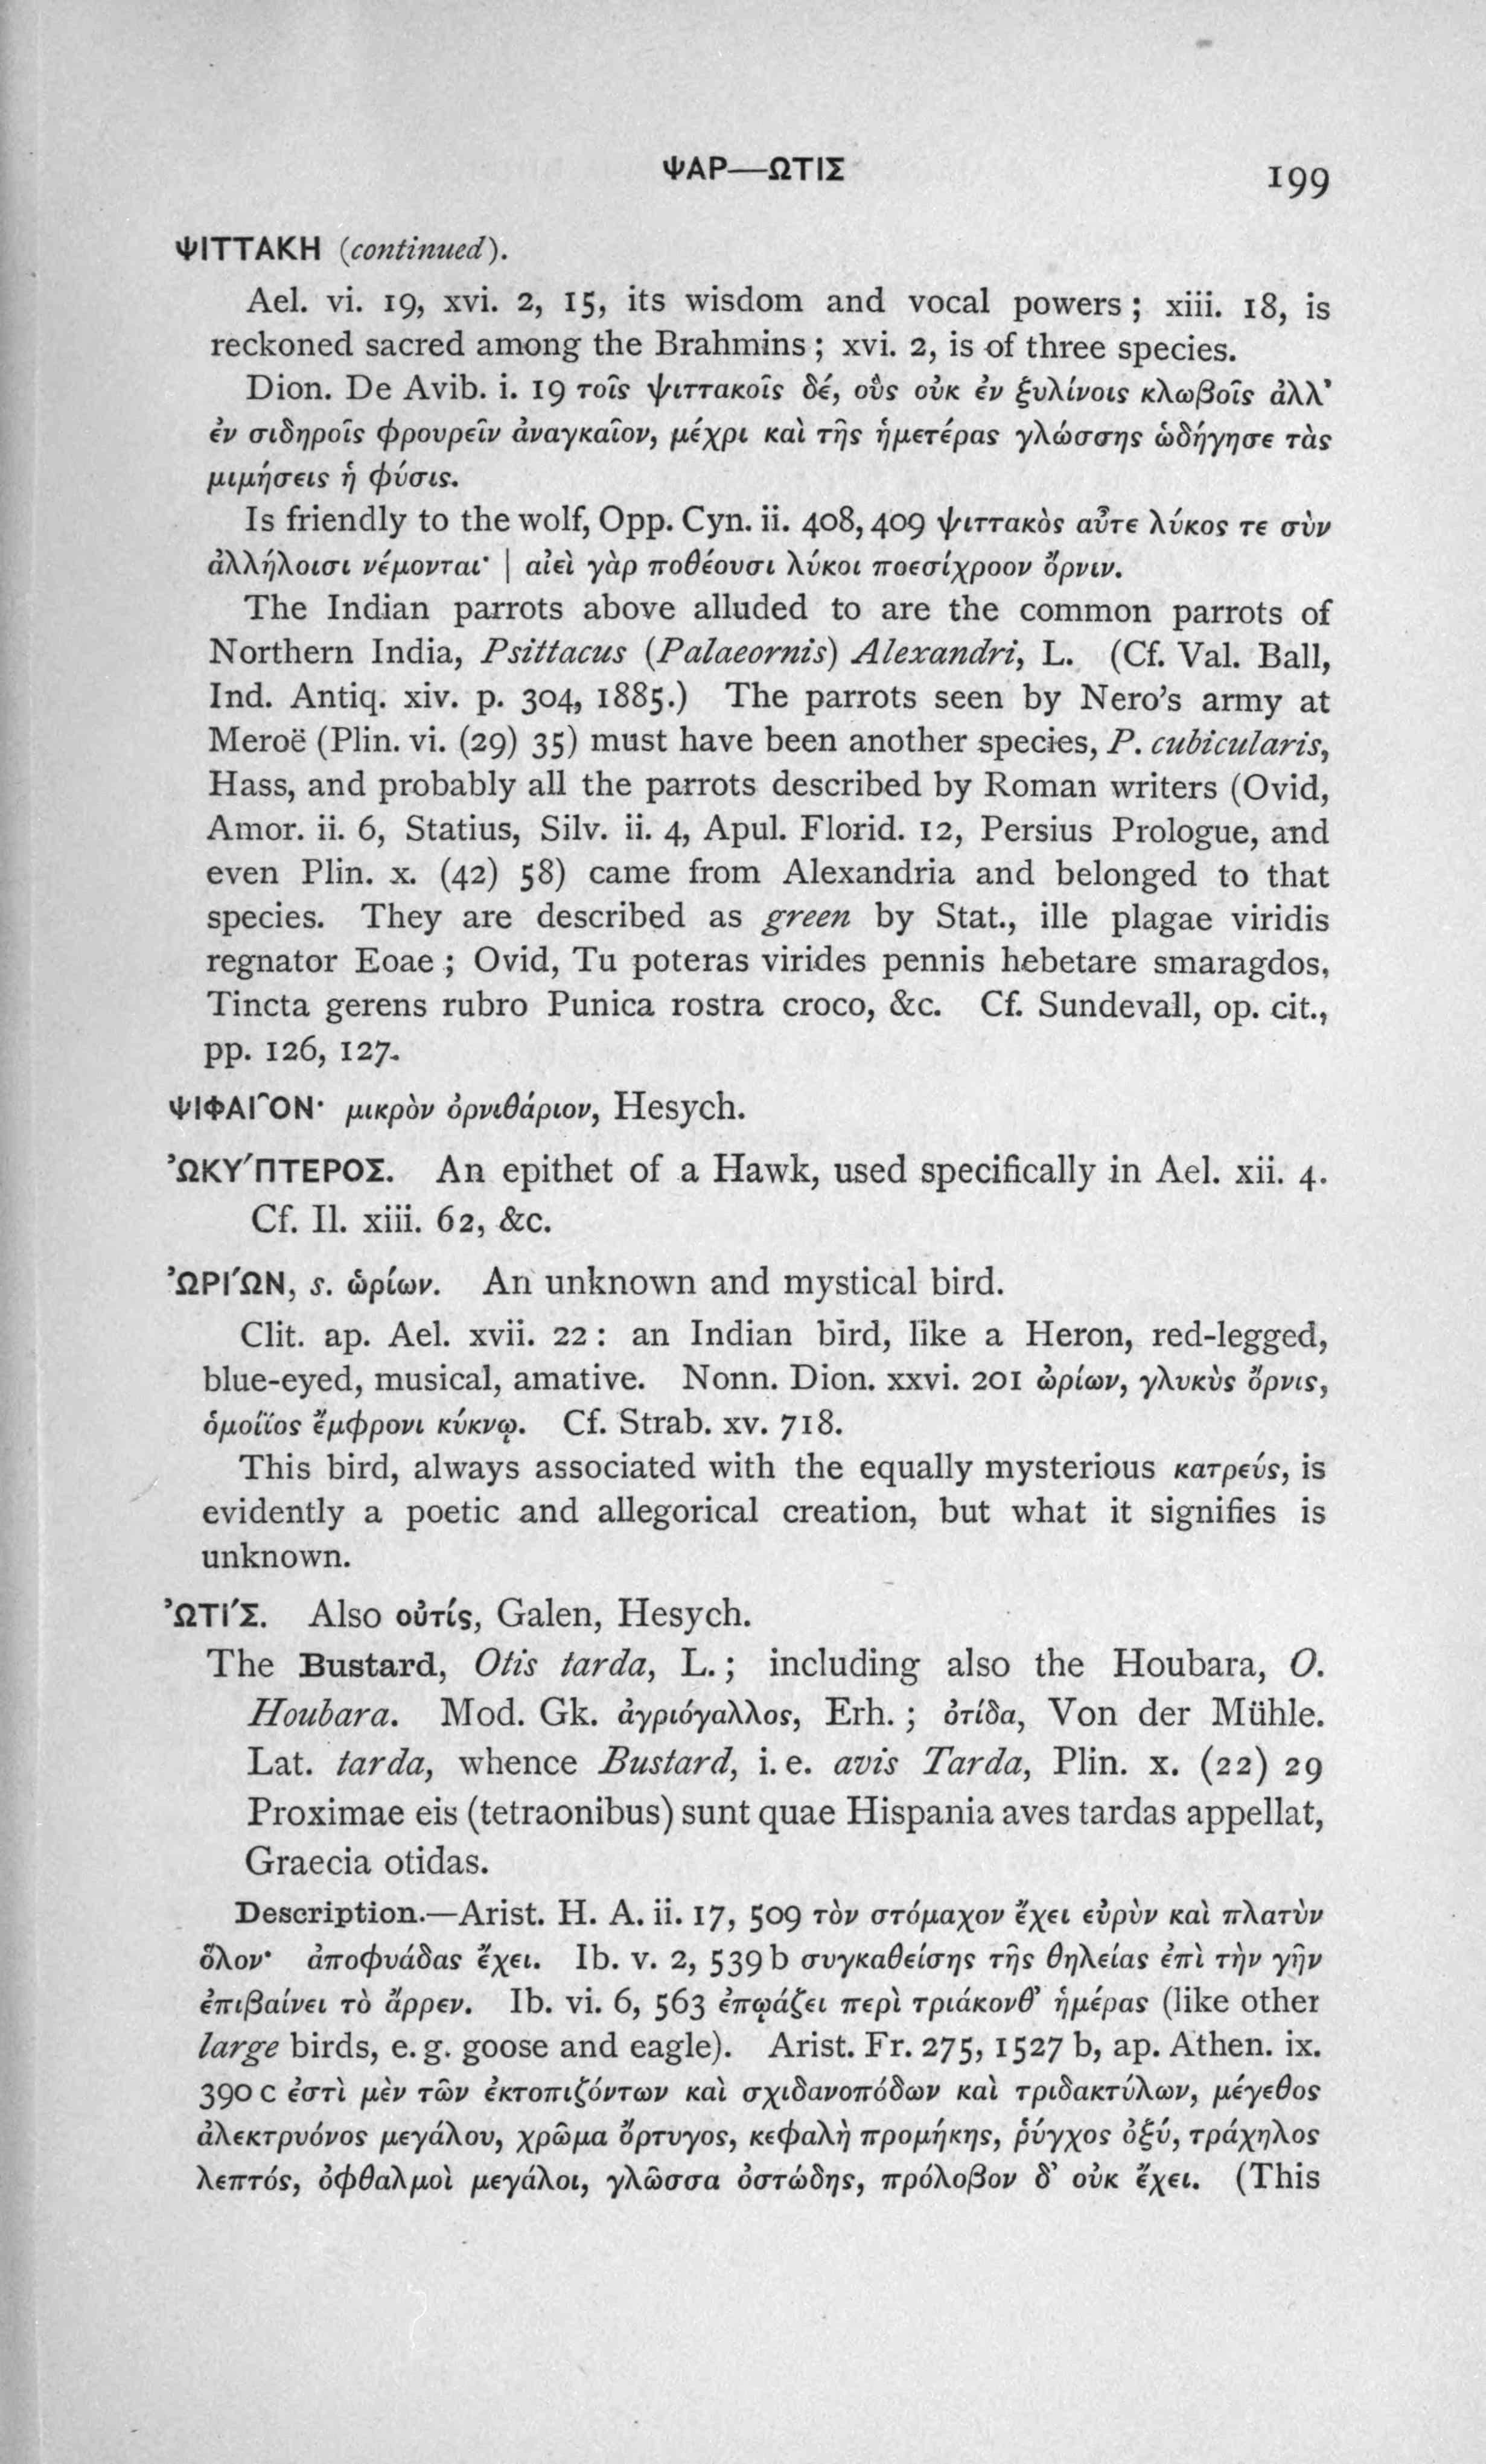 ΨΑΡ—ΩΤΙΣ 199
ΨΙΤΤΑΚΗ (continued).
Ael. vi. 19, xvi. 2, 15, its wisdom and vocal powers; xiii. 18, is
reckoned sacred among the Brahmins; xvi. 2, is of three species.
Dion. De Avib. i. 19 τοῖς ψιττακοῖς δέ, οὓς οὐκ ἐν ξυλίνοις κλωβοῖς ἀλλ’
ἐν σιδηροῖς φρουρεῖν ἀναγκαῖον, μέχρι καὶ τῆς ἡμετέρας γλώσσης ὡδήγησε τὰς
μιμήσεις ἡ φύσις.
Is friendly to the wolf, Opp. Cyn. ii. 408, 409 ψιττακὸς αὖτε λύκος τε σὺν
ἀλλήλοισι νέμονται· | αἰεὶ γὰρ ποθέουσι λύκοι ποεσίχροον ὄρνιν.
The Indian parrots above alluded to are the common parrots of
Northern India, Psittacus (Palaeornis) Alexandri, L. (Cf. Val. Ball,
Ind. Antiq. xiv. p. 304, 1885.) The parrots seen by Nero’s army at
Meroë (Plin. vi. (29) 35) must have been another species, P. cubicularis,
Hass, and probably all the parrots described by Roman writers (Ovid,
Amor. ii. 6, Statius, Silv. ii. 4, Apul. Florid. 12, Persius Prologue, and
even Plin. x. (42) 58) came from Alexandria and belonged to that
species. They are described as green by Stat., ille plagae viridis
regnator Eoae; Ovid, Tu poteras virides pennis hebetare smaragdos,
Tincta gerens rubro Punica rostra croco, &c. Cf. Sundevall, op. cit.,
pp. 126, 127.
ΨΙΦΑΙ͂ΟΝ· μικρὸν ὀρνιθάριον, Hesych.
ὨΚΥ´ΠΤΕΡΟΣ. An epithet of a Hawk, used specifically in Ael. xii. 4.
Cf. Il. xiii. 62, &c.
ὨΡΙ´ΩΝ, s. ὡρίων. An unknown and mystical bird.
Clit. ap. Ael. xvii. 22: an Indian bird, like a Heron, red-legged,
blue-eyed, musical, amative. Nonn. Dion. xxvi. 201 ὠρίων, γλυκὺς ὄρνις,
ὁμοίϊος ἔμφρονι κύκνῳ. Cf. Strab. xv. 718.
This bird, always associated with the equally mysterious κατρεύς, is
evidently a poetic and allegorical creation, but what it signifies is
unknown.
ὨΤΙ´Σ. Also οὐτίς, Galen, Hesych.
The Bustard, Otis tarda, L.; including also the Houbara, O.
Houbara. Mod. Gk. ἀγριόγαλλος, Erh.; ὀτίδα, Von der Mühle.
Lat. tarda, whence Bustard, i. e. avis Tarda, Plin. x. (22) 29
Proximae eis (tetraonibus) sunt quae Hispania aves tardas appellat,
Graecia otidas.
Description.—Arist. H. A. ii. 17, 509 τὸν στόμαχον ἔχει εὐρὺν καὶ πλατὺν
ὅλον· ἀποφυάδας ἔχει. Ib. v. 2, 539 b συγκαθείσης τῆς θηλείας ἐπὶ τὴν γῆν
ἐπιβαίνει τὸ ἄρρεν. Ib. vi. 6, 563 ἐπῳάζει περὶ τριάκονθ’ ἡμέρας (like other
large birds, e. g. goose and eagle). Arist. Fr. 275, 1527 b, ap. Athen. ix.
390 c ἐστὶ μὲν τῶν ἐκτοπιζόντων καὶ σχιδανοπόδων καὶ τριδακτύλων, μέγεθος
ἀλεκτρυόνος μεγάλου, χρῶμα ὄρτυγος, κεφαλὴ προμήκης, ῥύγχος ὀξύ, τράχηλος
λεπτός, ὀφθαλμοὶ μεγάλοι, γλῶσσα ὀστώδης, πρόλοβον δ’ οὐκ ἔχει. (This